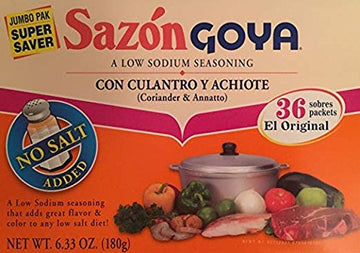 JUMBO PAK
SUPER
SAVER
Sazón GOYA
A LOW SODIUM SEASONING
CON CULANTRO Y ACHIOTE
(Coriander & Annatto)
36 sobres
packets
El Original
NO SALT
ADDED
A Low Sodium seasoning
that adds great flavor &
color to any low salt diet!
NET WT. 6.33 OZ. (180g)